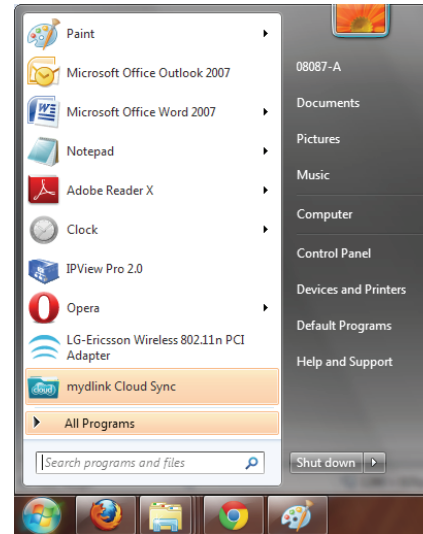 Paint
Microsoft Office Outlook 2007
Microsoft Office Word 2007
Notepad
Adobe Reader X
Clock
IPView Pro 2.0
Opera
LG-Ericsson Wireless 802.11n PCI
Adapter
cloud
mydlink Cloud Sync
All Programs
Search programs and files
08087-A
Documents
Pictures
Music
Computer
Control Panel
Devices and Printers
Default Programs
Help and Support
Shut down